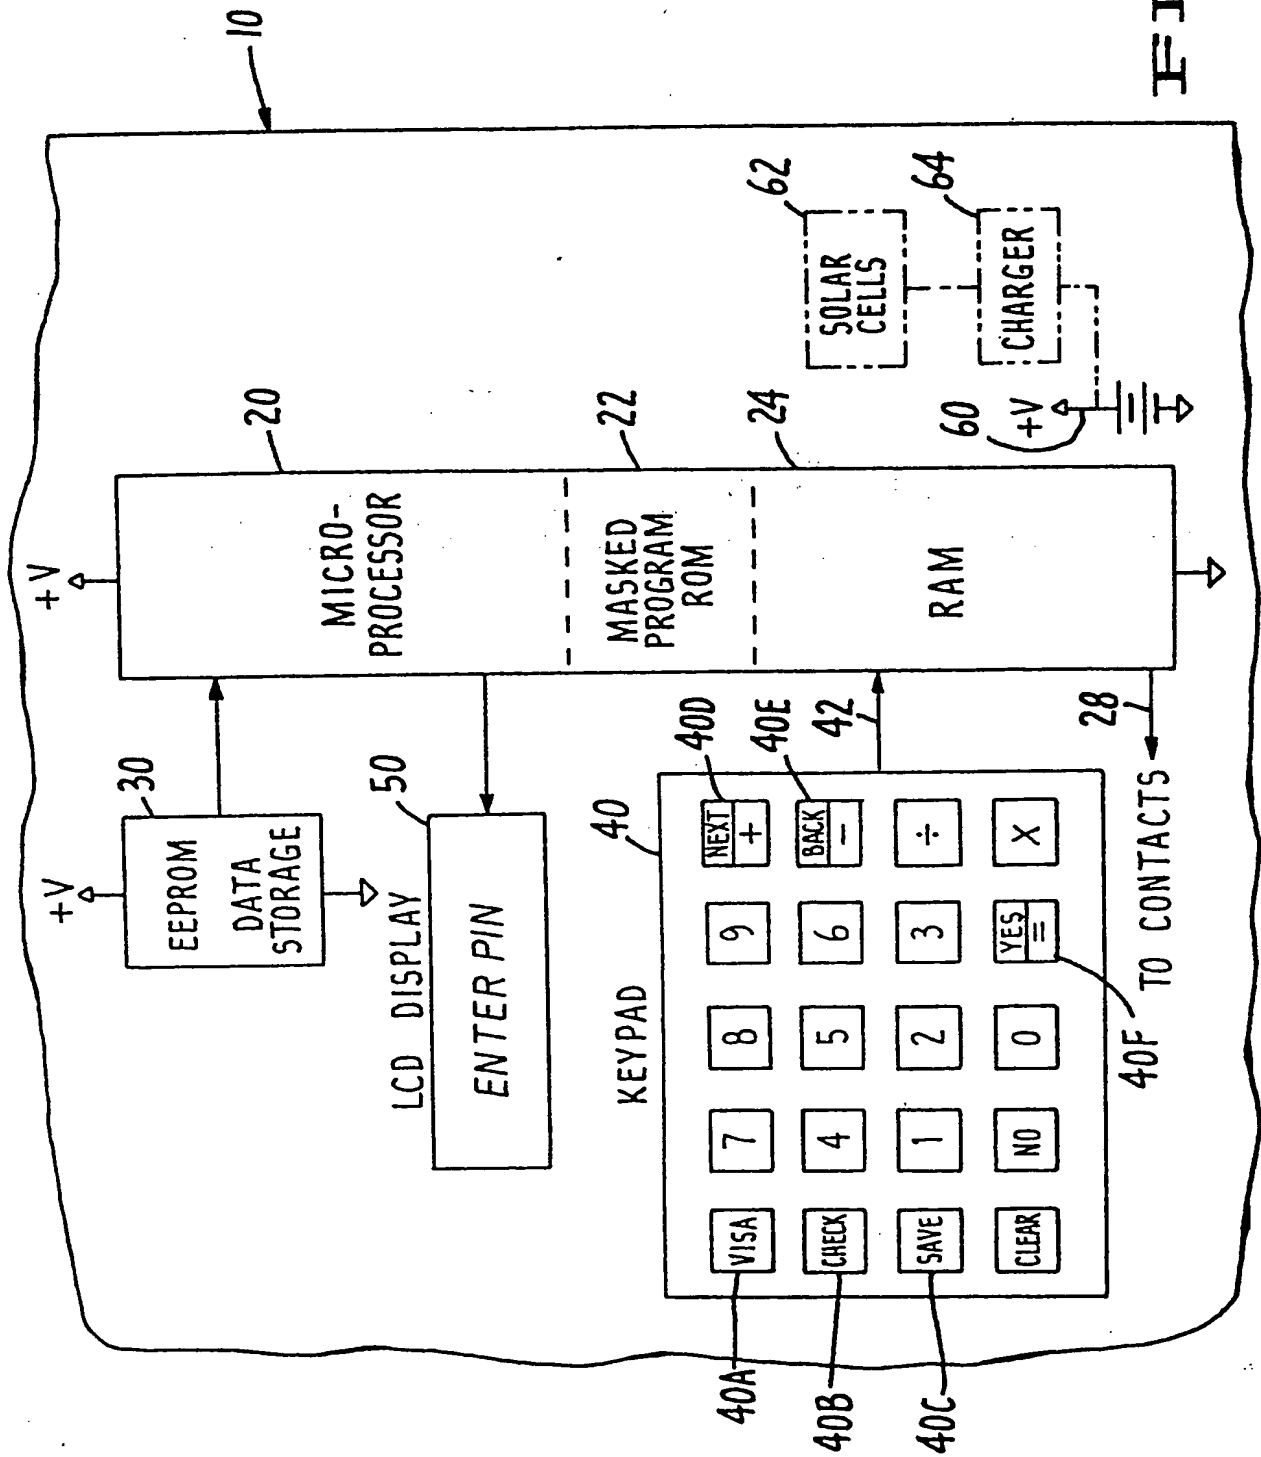 10
+V
20
MICRO-
PROCESSOR
22
MASKED
PROGRAM
ROM
24
RAM
62
SOLAR
CELLS
64
CHARGER
60
+V
+V
30
EEPROM
DATA
STORAGE
50
LCD DISPLAY
ENTER PIN
KEYPAD
40
40D
40E
42
28
TO CONTACTS
VISA 7 8 9 NEXT +
CHECK 4 5 6 BACK -
SAVE 1 2 3 ÷
CLEAR NO 0 YES = X
40A
40B
40C
40F